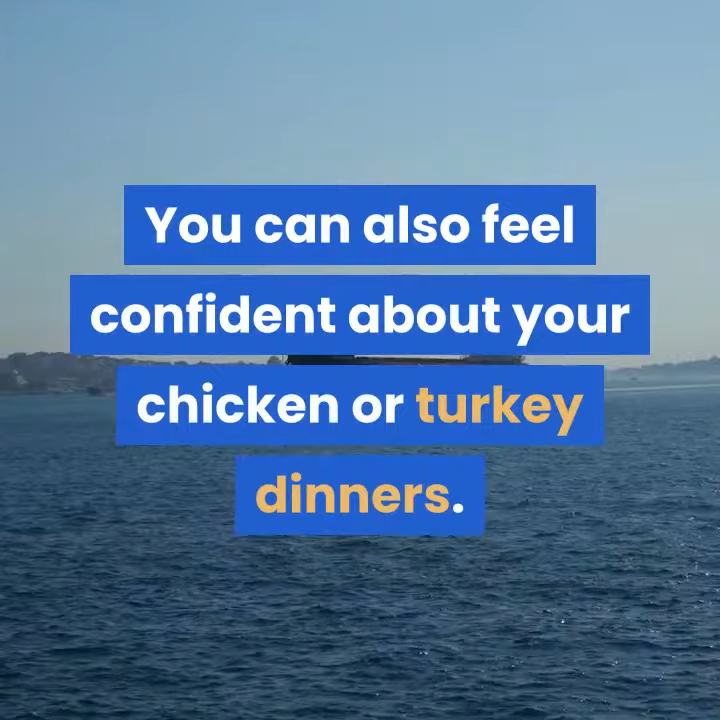 You can also feel
confident about your
chicken or turkey
dinners.